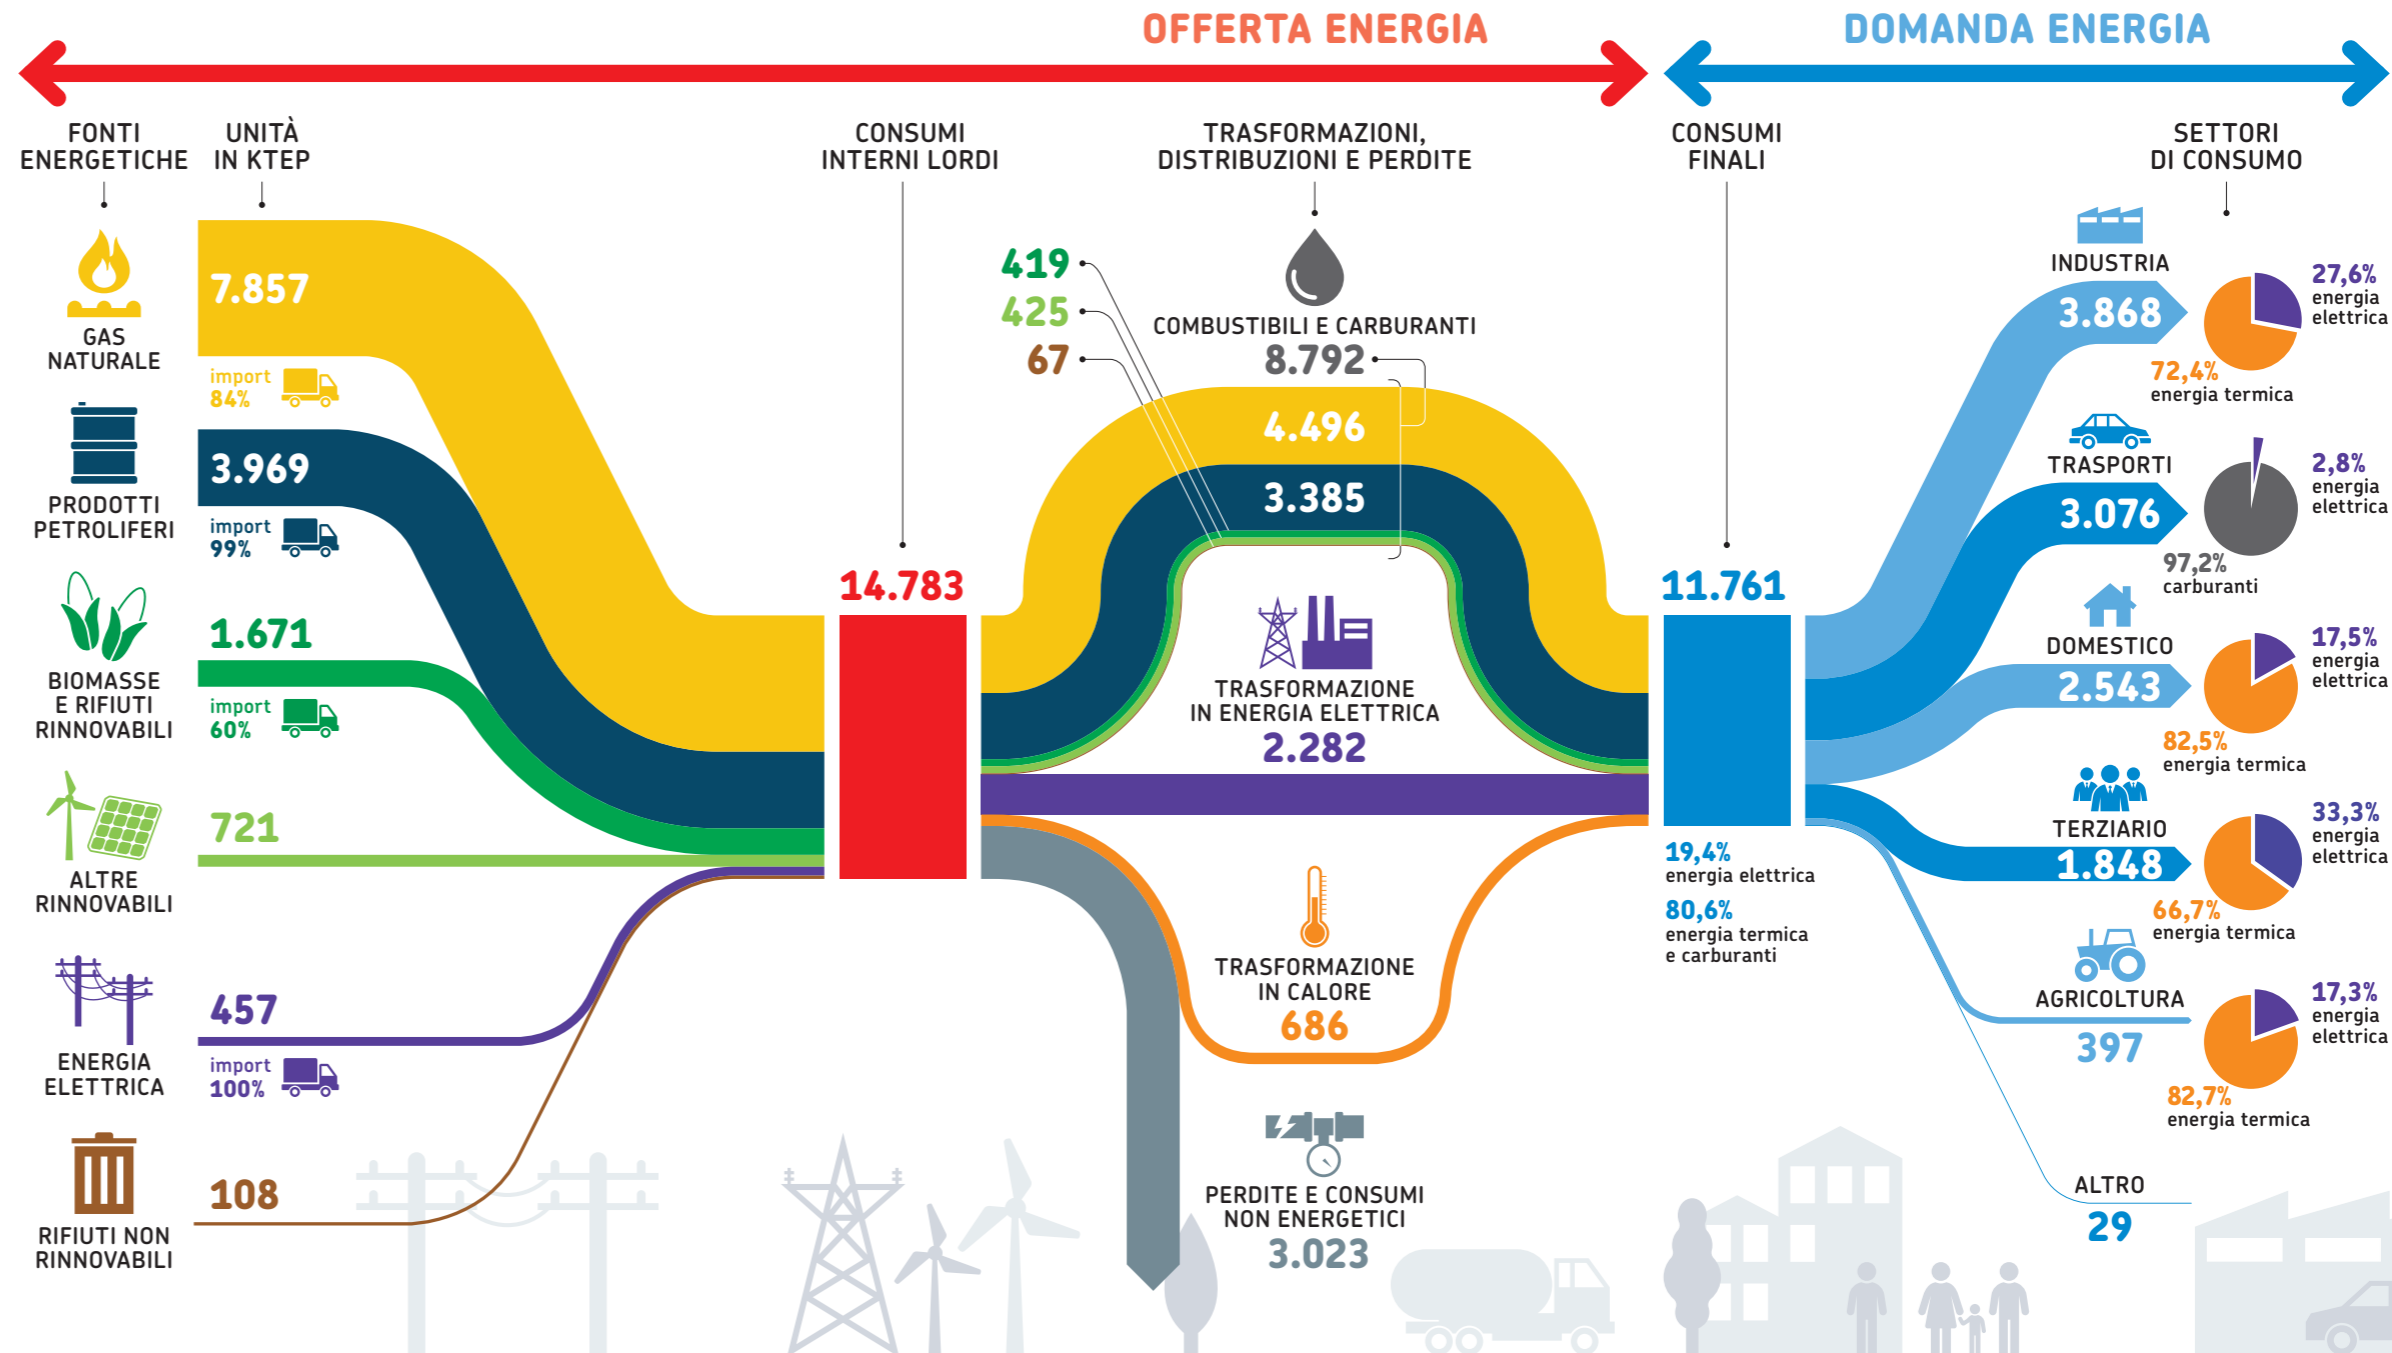 OFFERTA ENERGIA
DOMANDA ENERGIA
FONTI
ENERGETICHE
UNITÀ
IN KTEP
CONSUMI
INTERNI LORDI
TRASFORMAZIONI,
DISTRIBUZIONI E PERDITE
CONSUMI
FINALI
SETTORI
DI CONSUMO
GAS
NATURALE
7.857
import
84%
PRODOTTI
PETROLIFERI
3.969
import
99%
BIOMASSE
E RIFIUTI
RINNOVABILI
1.671
import
60%
ALTRE
RINNOVABILI
721
ENERGIA
ELETTRICA
457
import
100%
RIFIUTI NON
RINNOVABILI
108
14.783
419
425
67
COMBUSTIBILI E CARBURANTI
8.792
4.496
3.385
TRASFORMAZIONE
IN ENERGIA ELETTRICA
2.282
TRASFORMAZIONE
IN CALORE
686
PERDITE E CONSUMI
NON ENERGETICI
3.023
11.761
19,4%
energia elettrica
80,6%
energia termica
e carburanti
INDUSTRIA
3.868
27,6%
energia
elettrica
72,4%
energia termica
TRASPORTI
3.076
2,8%
energia
elettrica
97,2%
carburanti
DOMESTICO
2.543
17,5%
energia
elettrica
82,5%
energia termica
TERZIARIO
1.848
33,3%
energia
elettrica
66,7%
energia termica
AGRICOLTURA
397
17,3%
energia
elettrica
82,7%
energia termica
ALTRO
29